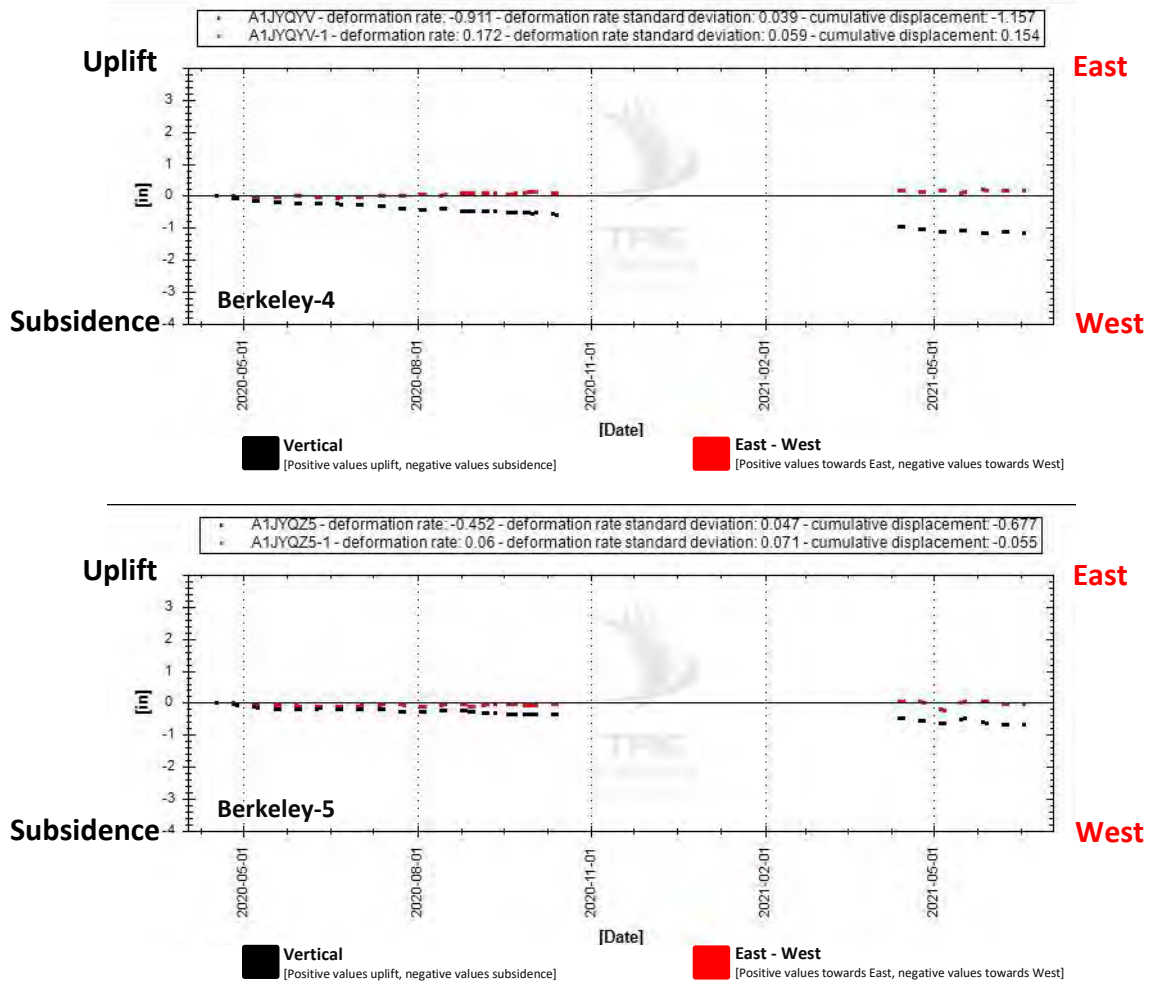 A1JYQYV - deformation rate: -0.911 - deformation rate standard deviation: 0.039 - cumulative displacement: -1.157
A1JYQYV-1 - deformation rate: 0.172 - deformation rate standard deviation: 0.059 - cumulative displacement: 0.154
Uplift
East
3
2
1
[in]
0
-1
-2
-3
-4
TRE
Berkeley-4
Subsidence
West
2020-05-01
2020-08-01
2020-11-01
2021-02-01
2021-05-01
[Date]
Vertical
[Positive values uplift, negative values subsidence]
East - West
[Positive values towards East, negative values towards West]
A1JYQZ5 - deformation rate: -0.452 - deformation rate standard deviation: 0.047 - cumulative displacement: -0.677
A1JYQZ5-1 - deformation rate: 0.06 - deformation rate standard deviation: 0.071 - cumulative displacement: -0.055
Uplift
East
3
2
1
[in]
0
-1
-2
-3
-4
TRE
Berkeley-5
Subsidence
West
2020-05-01
2020-08-01
2020-11-01
2021-02-01
2021-05-01
[Date]
Vertical
[Positive values uplift, negative values subsidence]
East - West
[Positive values towards East, negative values towards West]